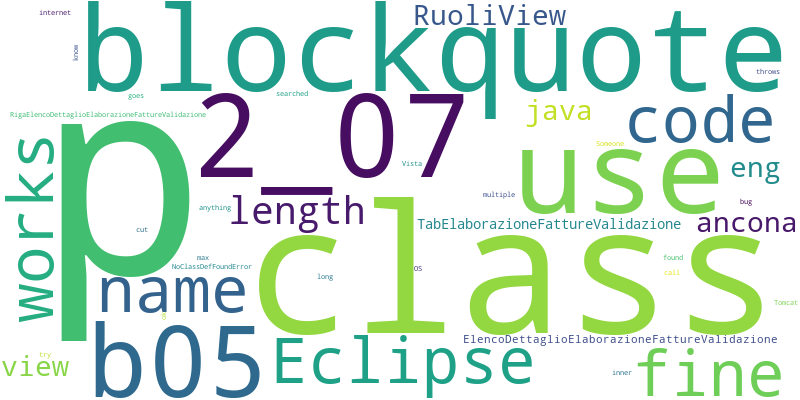 internet
RuoliView
blockquote
know
throws
goes
searched
2_07
java
code
RigaElencoDettaglioElaborazioneFattureValidazione
p
works
Someone
use
Vista
eng
multiple
length
bug
anything
TabElaborazioneFattureValidazione
ancona
cut
class
max
NoClassDefFoundError
OS
found
call
name
long
Tomcat
8
b05
Eclipse
ElencoDettaglioElaborazioneFattureValidazione
try
view
inner
fine